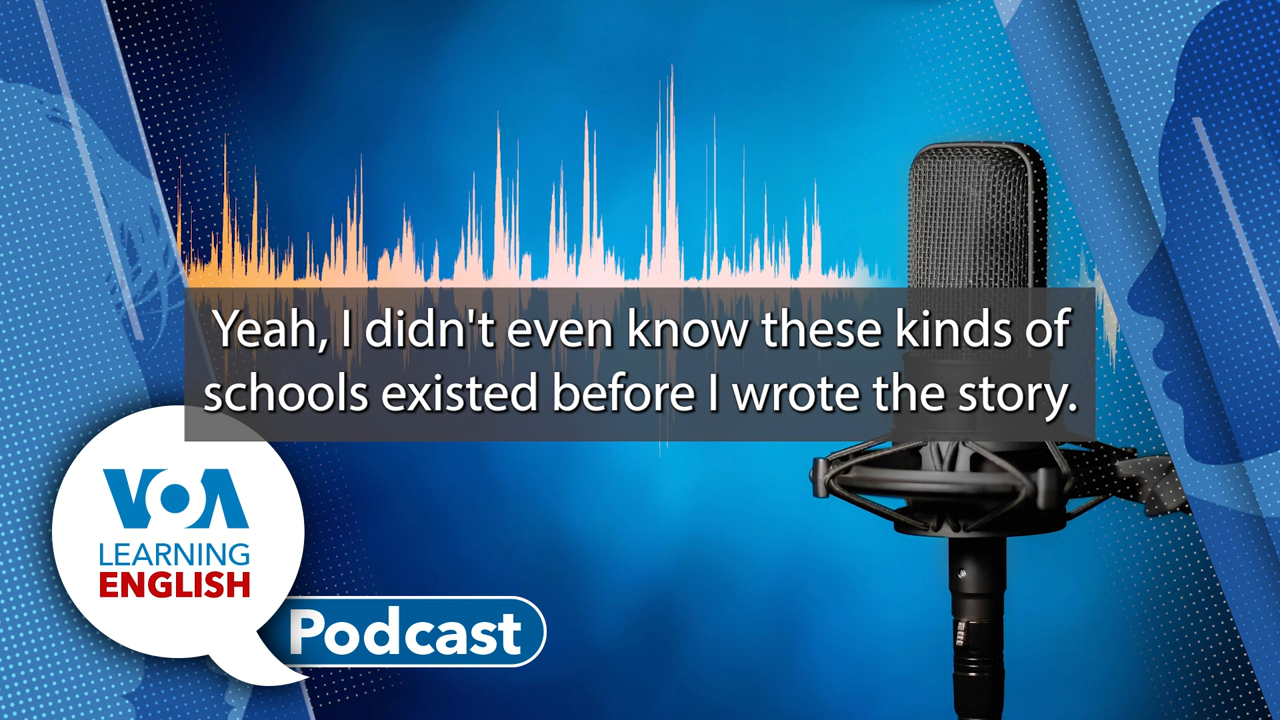 Yeah, I didn't even know these kinds of
schools existed before I wrote the story.
VOA
LEARNING
ENGLISH
Podcast